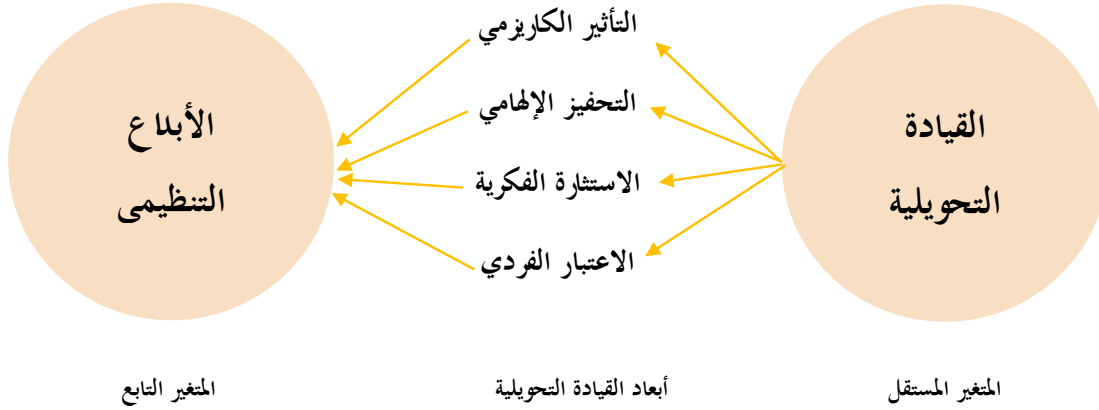 القيادة
التحويلية
التأثير الكاريزمي
التحفيز الإلهامي
الاستثارة الفكرية
الاعتبار الفردي
الأبداع
التنظيمى
المتغير المستقل
أبعاد القيادة التحويلية
المتغير التابع